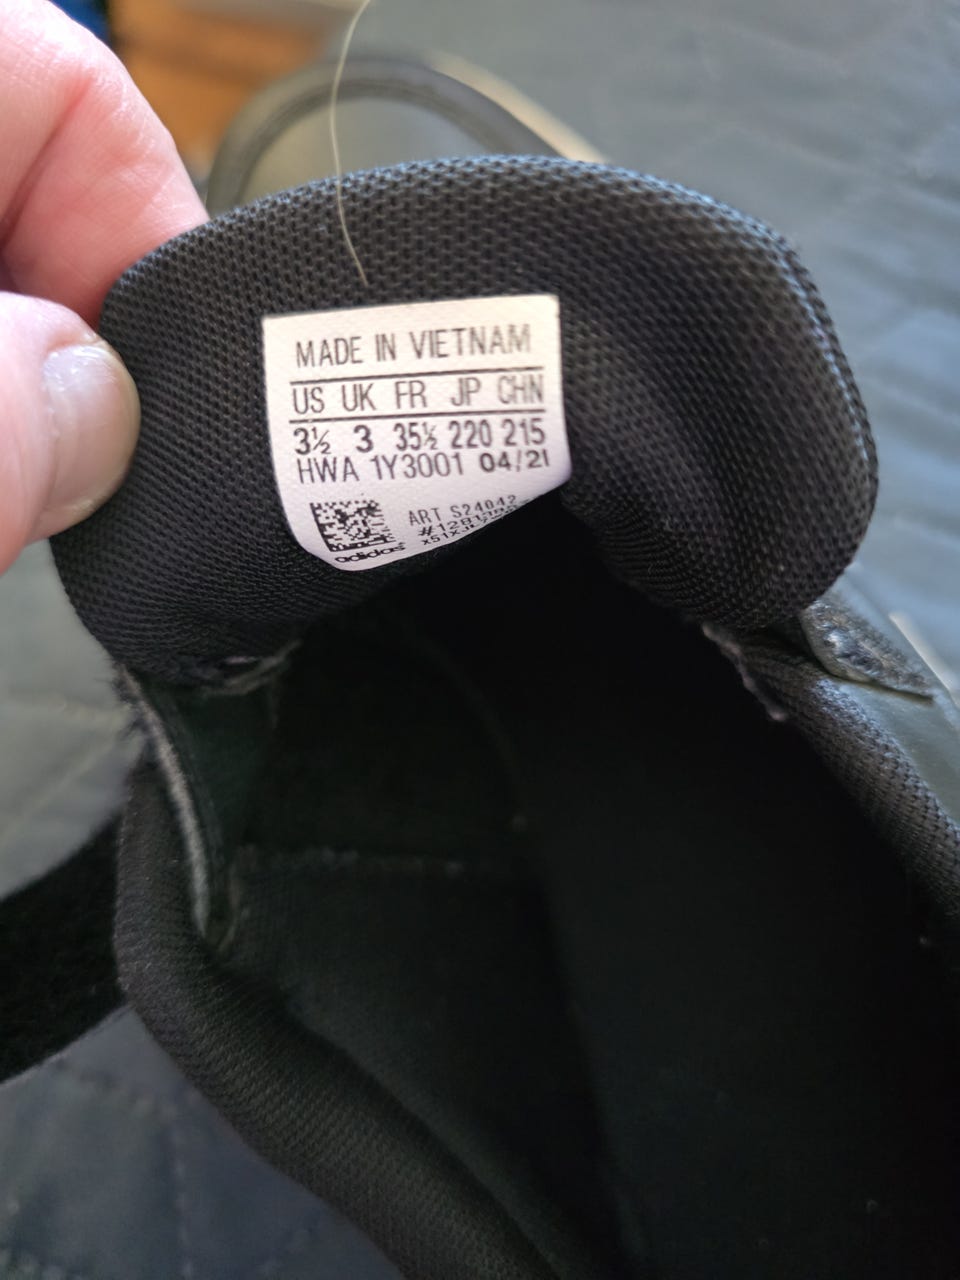 MADE IN VIETNAM
US UK FR JP CHN
3½ 3 35½ 220 215
HWA 1Y3001 04/21
ART S24042
adidas